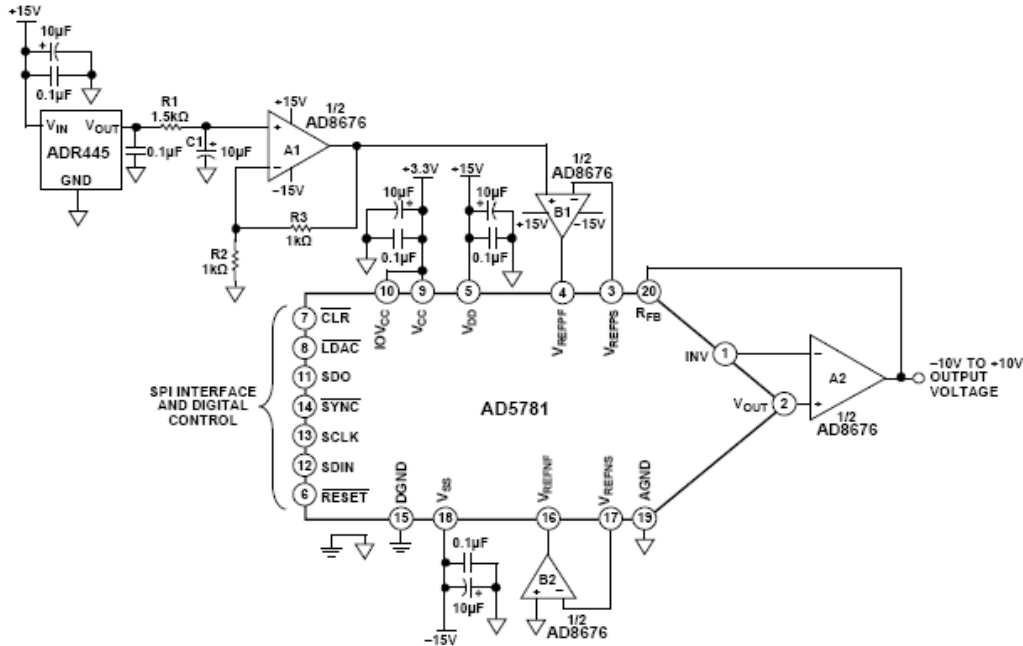 +15V
10µF
+
0.1µF
VIN VOUT
ADR445
GND
R1
1.5kΩ
0.1µF
C1 +
10µF
+15V
1/2
AD8676
+
A1
−
−15V
R3
1kΩ
R2
1kΩ
+3.3V
10µF
+
0.1µF
+15V
10µF
+
0.1µF
1/2
AD8676
+ −
B1
+15V
−15V
10 9 5 4 3 20
IOVCC VCC VDD VREFPF VREFPS RFB
SPI INTERFACE
AND DIGITAL
CONTROL
7 CLR
8 LDAC
11 SDO
14 SYNC
13 SCLK
12 SDIN
6 RESET
AD5781
INV 1
VOUT 2
−
A2
+
1/2
AD8676
−10V TO +10V
OUTPUT
VOLTAGE
DGND VSS VREFNF VREFNS AGND
15 18 16 17 19
0.1µF
+
10µF
−15V
B2
+ −
1/2
AD8676